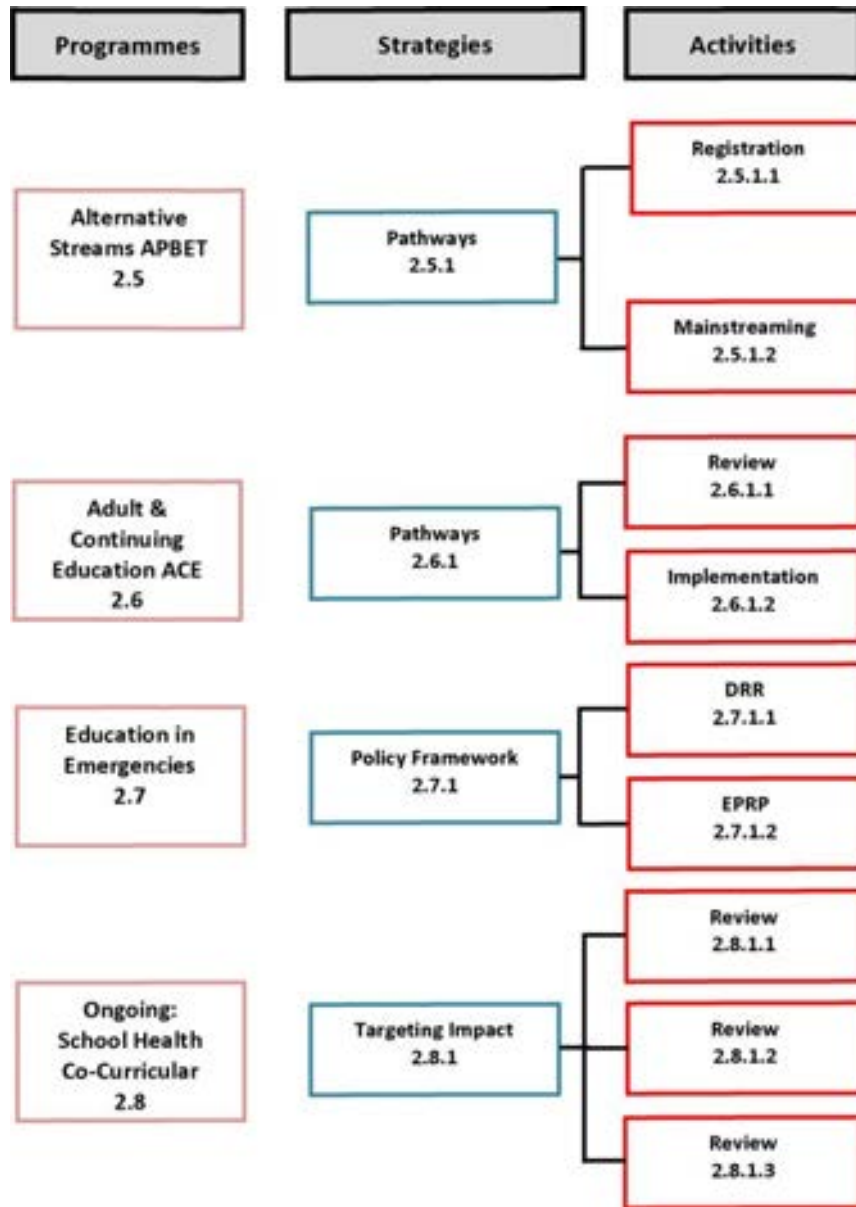 Programmes
Strategies
Activities
Alternative
Streams APBET
2.5
Pathways
2.5.1
Registration
2.5.1.1
Mainstreaming
2.5.1.2
Adult &
Continuing
Education ACE
2.6
Pathways
2.6.1
Review
2.6.1.1
Implementation
2.6.1.2
Education in
Emergencies
2.7
Policy Framework
2.7.1
DRR
2.7.1.1
EPRP
2.7.1.2
Ongoing:
School Health
Co-Curricular
2.8
Targeting Impact
2.8.1
Review
2.8.1.1
Review
2.8.1.2
Review
2.8.1.3